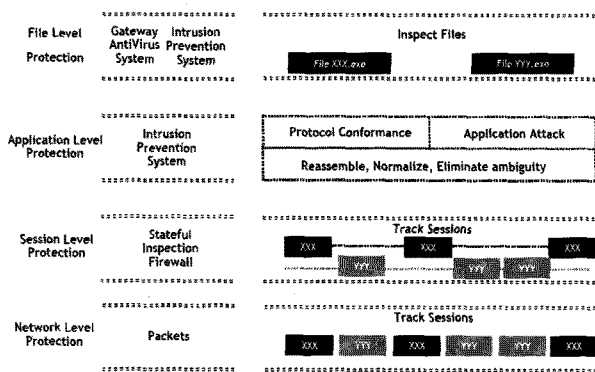 File Level
Protection
Gateway
AntiVirus
System
Intrusion
Prevention
System
Inspect Files
File XXX.exe
File YYY.exe
Application Level
Protection
Intrusion
Prevention
System
Protocol Conformance
Application Attack
Reassemble, Normalize, Eliminate ambiguity
Session Level
Protection
Stateful
Inspection
Firewall
Track Sessions
XXX
XXX
XXX
YYY
YYY
YYY
Network Level
Protection
Packets
Track Sessions
XXX
YYY
XXX
YYY
YYY
XXX